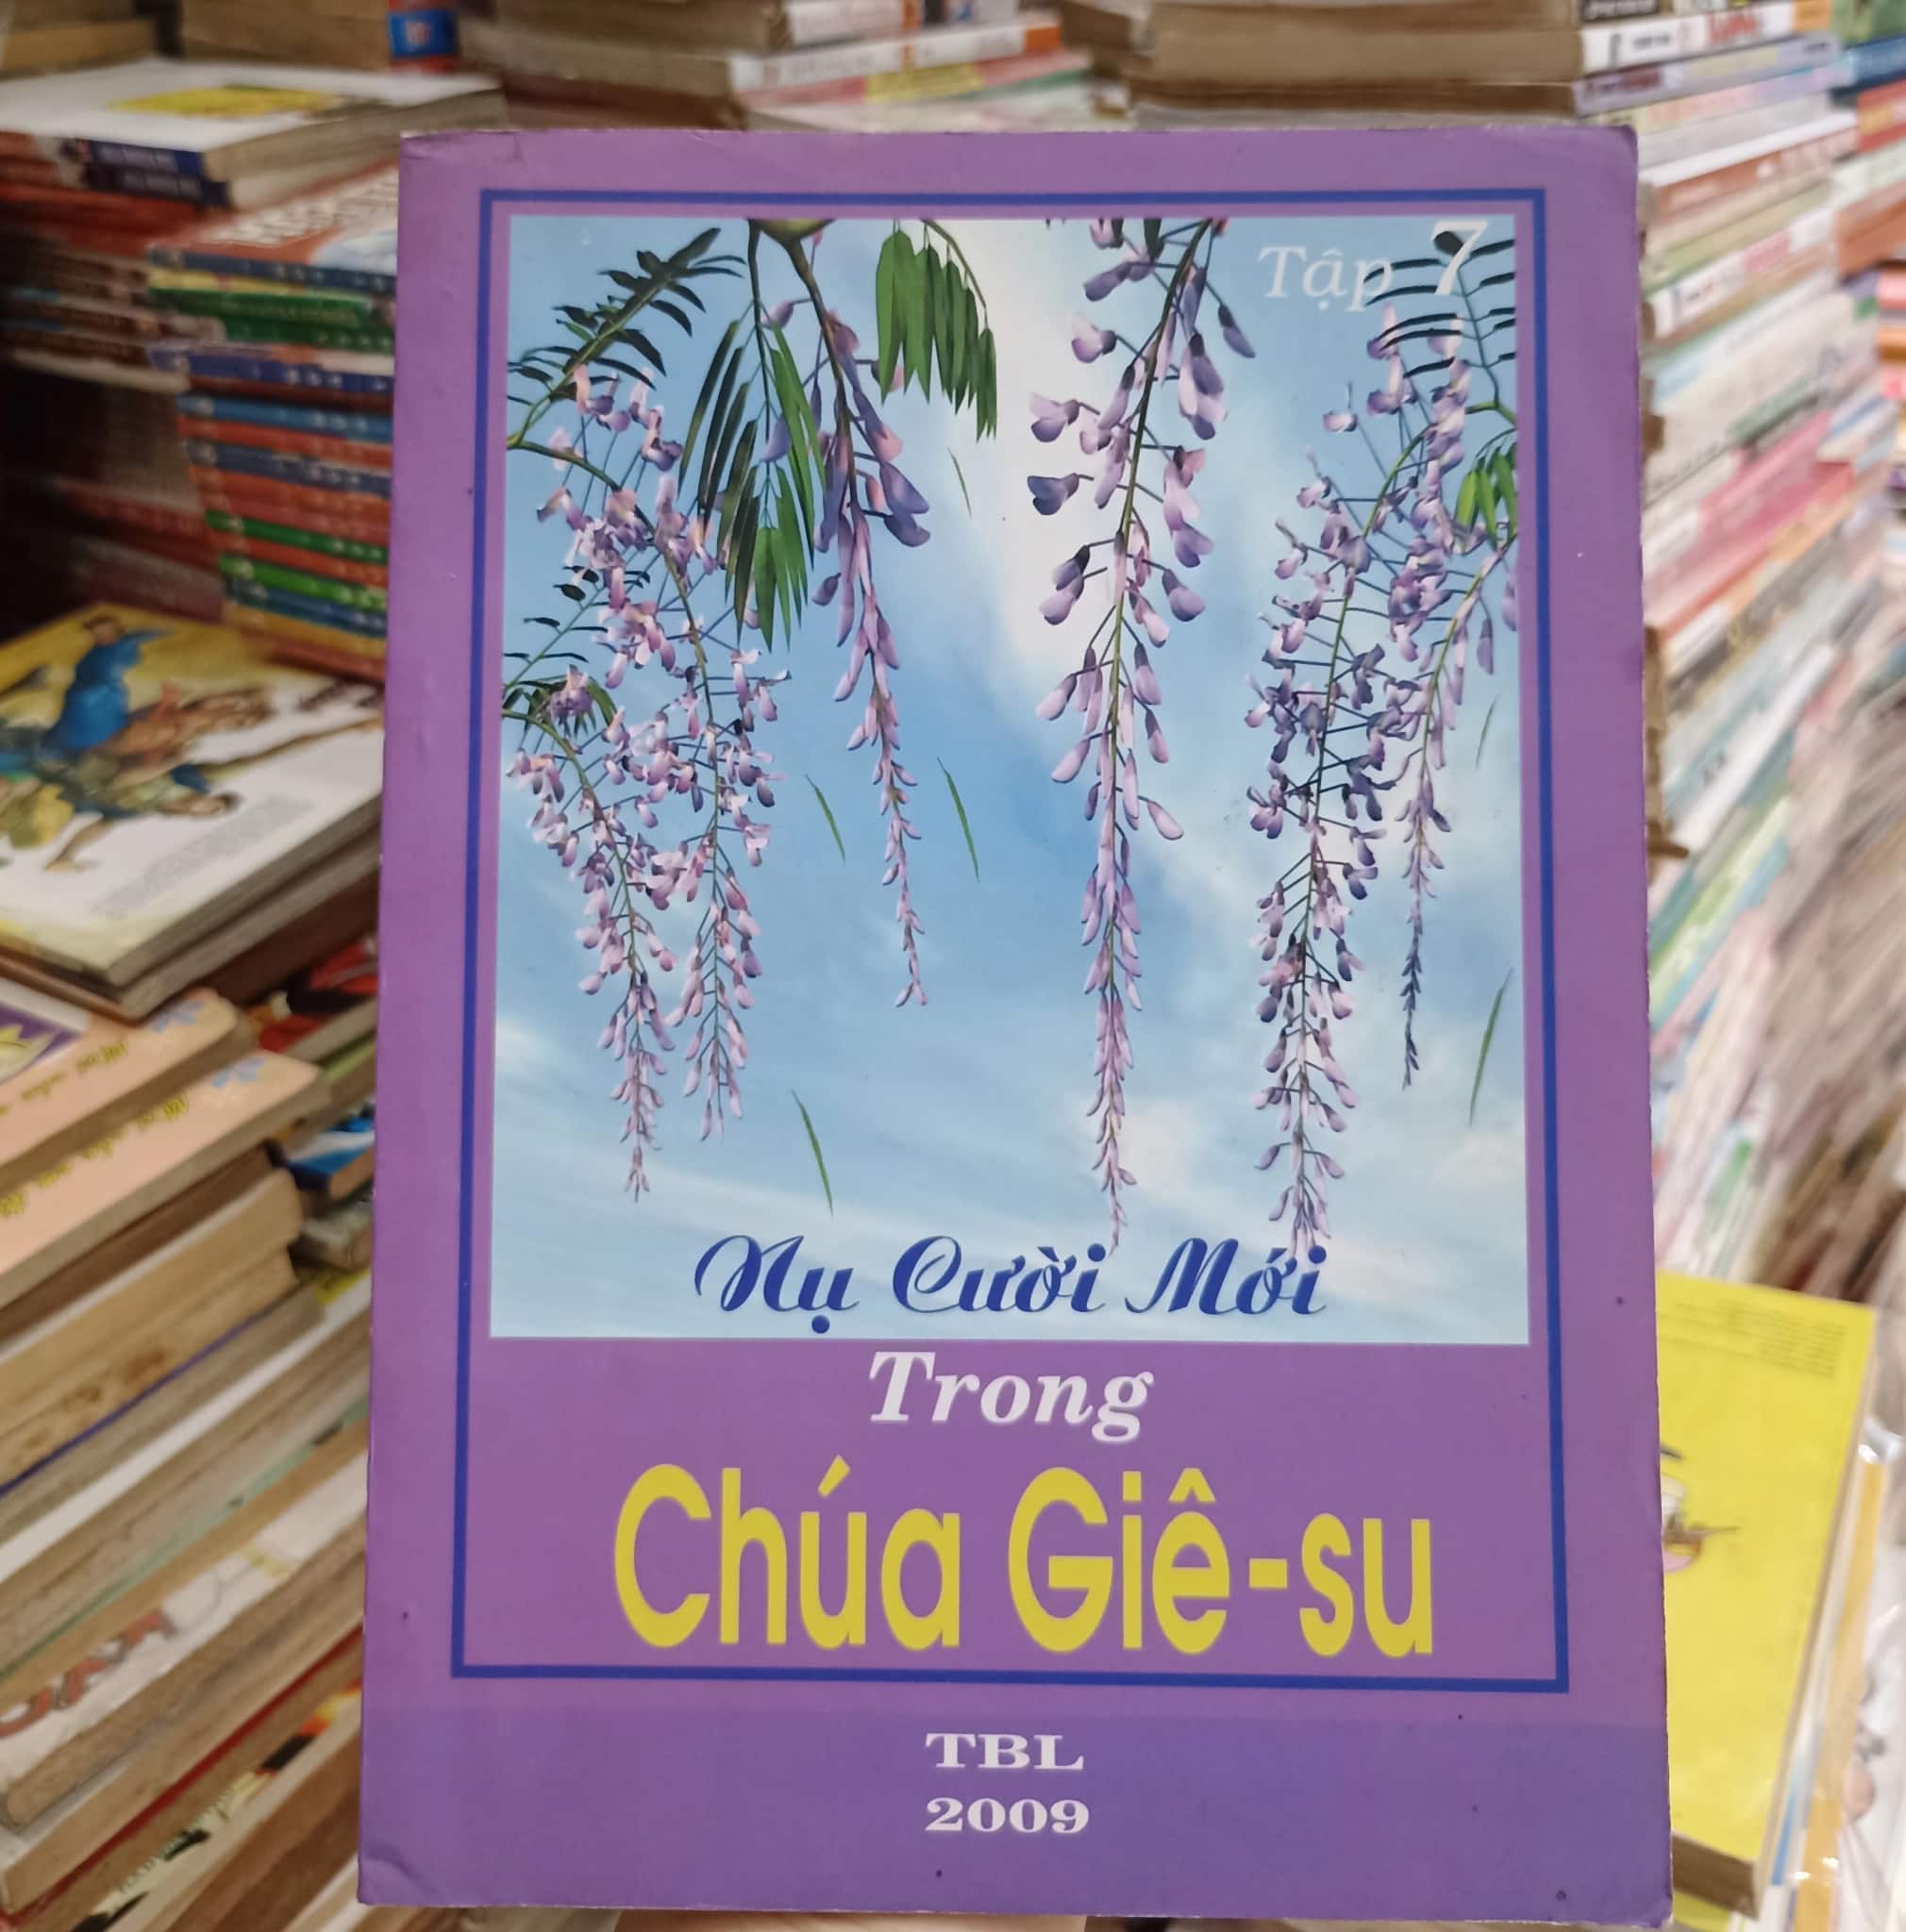 Tập 7
Nụ Cười Mới
Trong
Chúa Giê-su
TBL
2009